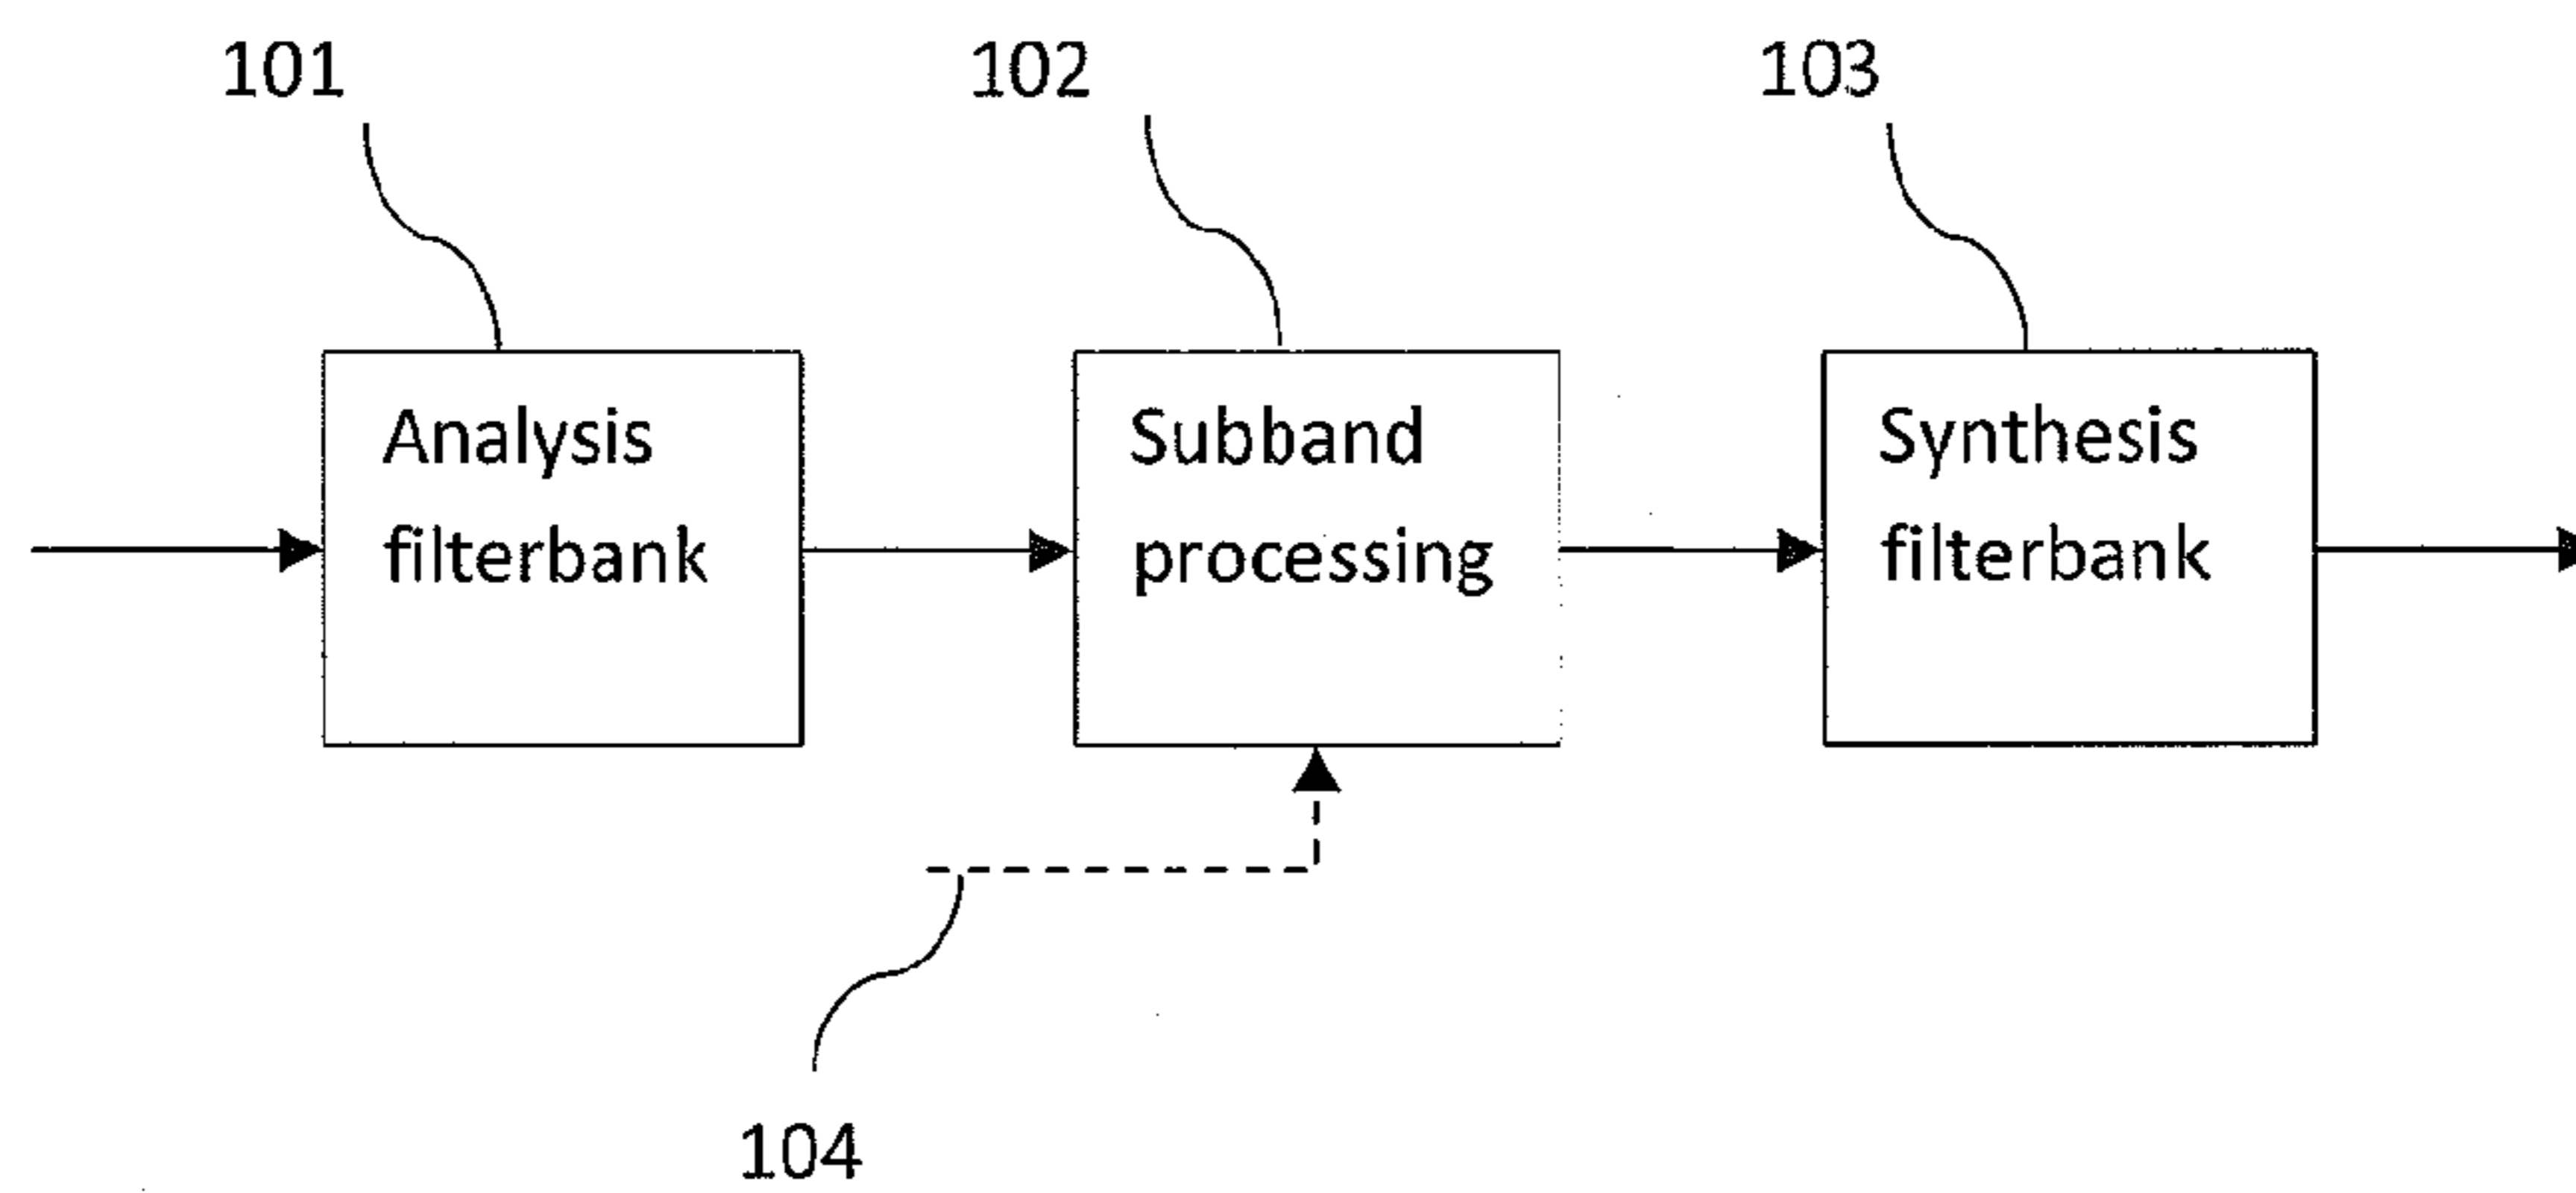 101
102
103
Analysis
filterbank
Subband
processing
Synthesis
filterbank
104